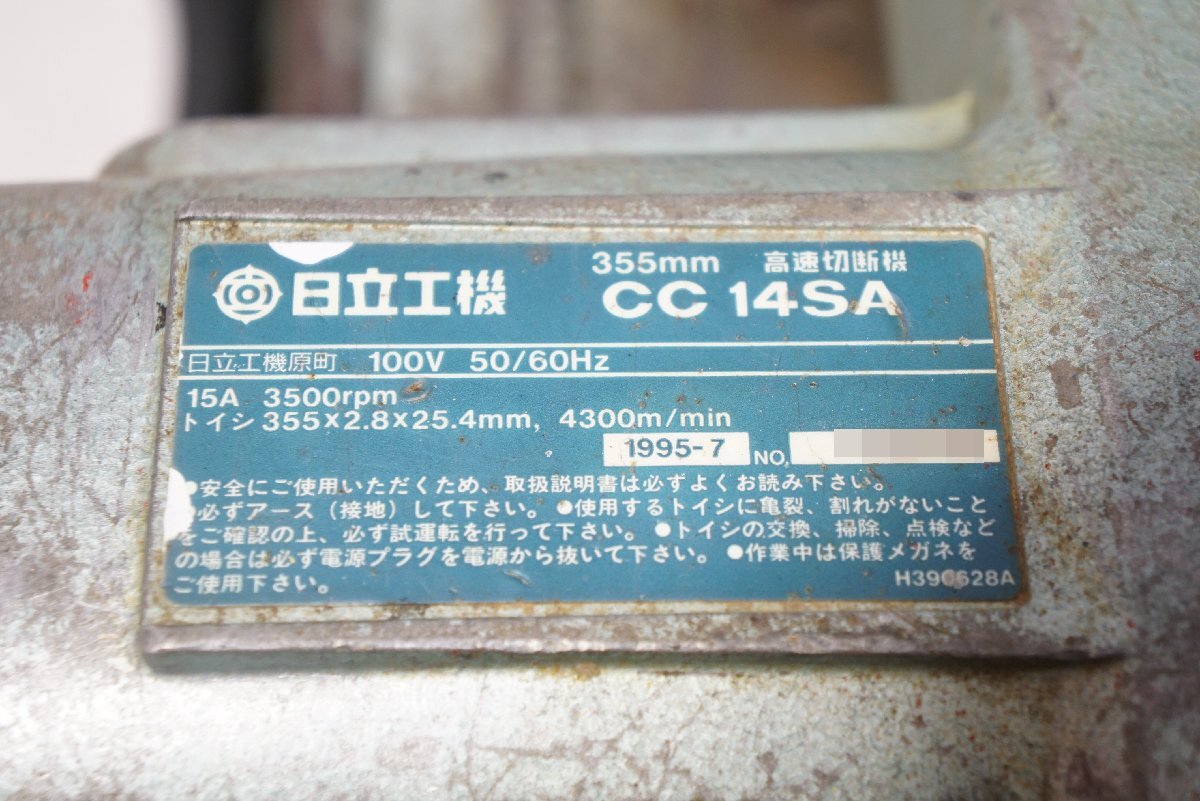 355mm 高速切断機
日立工機 CC 14SA
日立工機原町 100V 50/60Hz
15A 3500rpm
トイシ 355×2.8×25.4mm, 4300m/min
1995-7 NO,
●安全にご使用いただくため、取扱説明書は必ずよくお読み下さい。
●必ずアース（接地）して下さい。●使用するトイシに亀裂、割れがないこと
をご確認の上、必ず試運転を行って下さい。●トイシの交換、掃除、点検など
の場合は必ず電源プラグを電源から抜いて下さい。●作業中は保護メガネを
ご使用下さい。